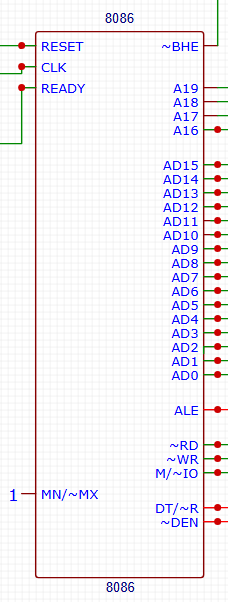 8086
RESET ~BHE
CLK
READY A19
A18
A17
A16
AD15
AD14
AD13
AD12
AD11
AD10
AD9
AD8
AD7
AD6
AD5
AD4
AD3
AD2
AD1
AD0
ALE
~RD
~WR
M/~IO
1 MN/~MX
DT/~R
~DEN
8086